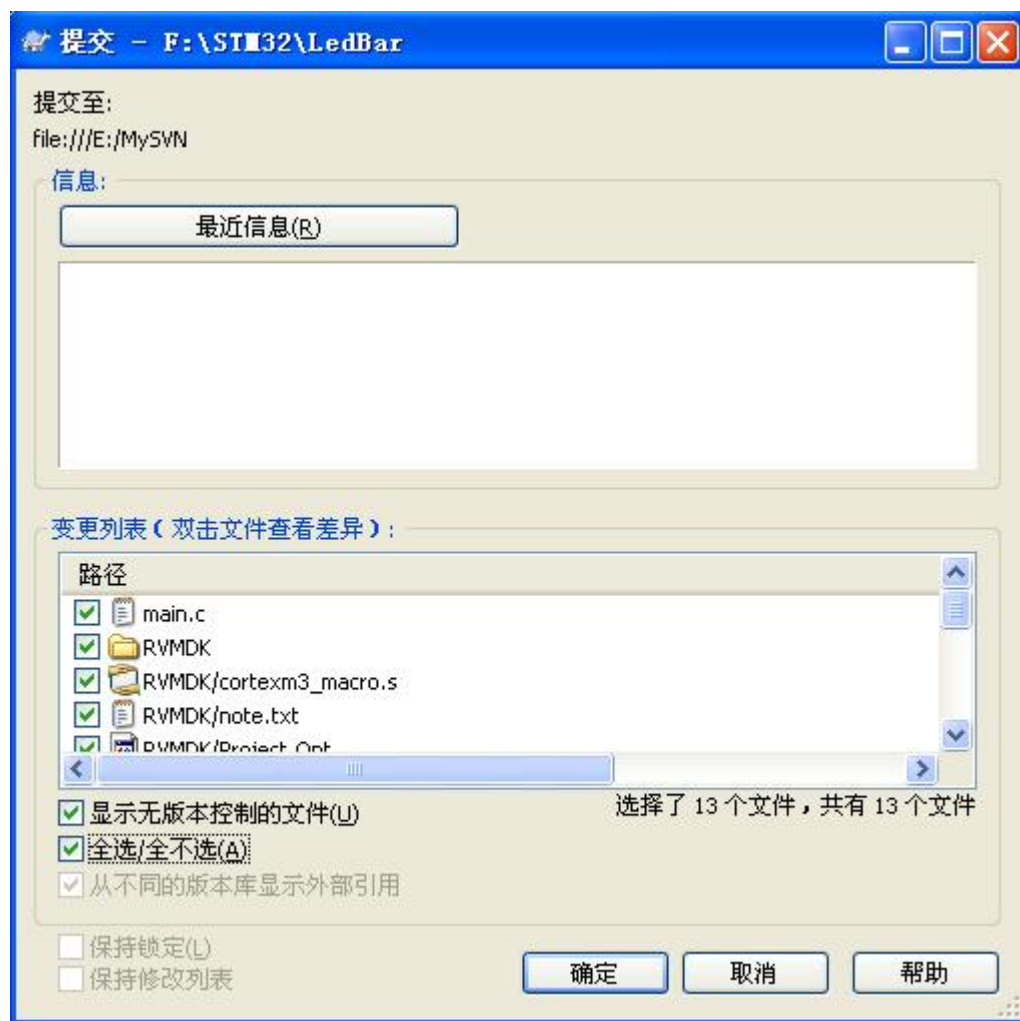 提交 - F:\STM32\LedBar
提交至:
file:///E:/MySVN
信息:
最近信息(R)
变更列表(双击文件查看差异):
路径
main.c
RVMDK
RVMDK/cortexm3_macro.s
RVMDK/note.txt
RVMDK/Project.Opt
选择了 13 个文件,共有 13 个文件
显示无版本控制的文件(U)
全选/全不选(A)
从不同的版本库显示外部引用
保持锁定(L)
保持修改列表
确定 取消 帮助